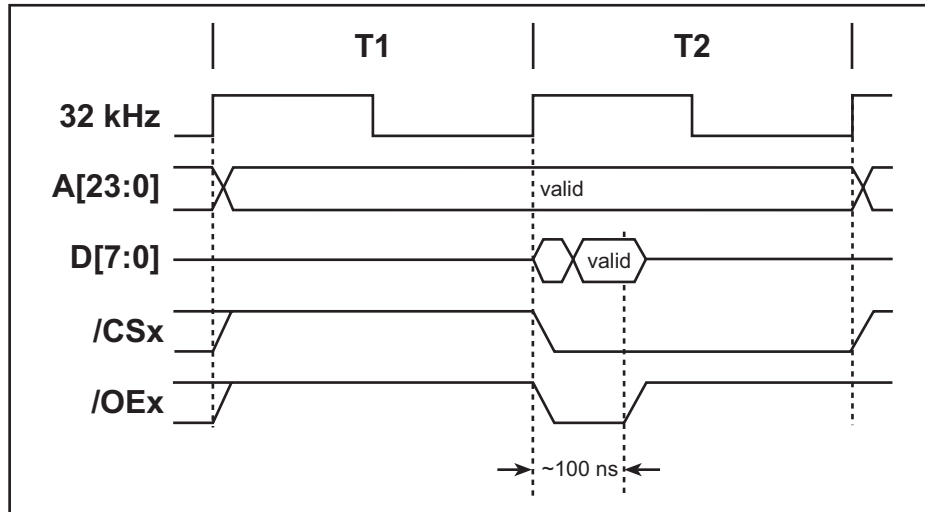 T1 T2
32 kHz
A[23:0] valid
D[7:0] valid
/CSx
/OEx
~100 ns